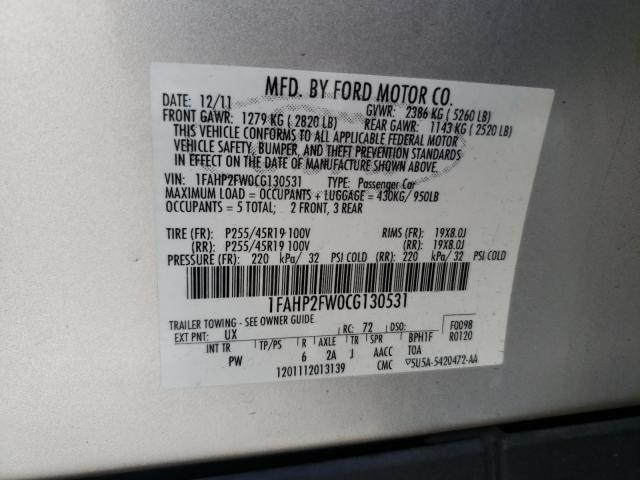 MFD. BY FORD MOTOR CO.
DATE: 12/11 GVWR: 2386 KG ( 5260 LB)
FRONT GAWR: 1279 KG ( 2820 LB) REAR GAWR: 1143 KG ( 2520 LB)
THIS VEHICLE CONFORMS TO ALL APPLICABLE FEDERAL MOTOR
VEHICLE SAFETY, BUMPER, AND THEFT PREVENTION STANDARDS
IN EFFECT ON THE DATE OF MANUFACTURE SHOWN ABOVE
VIN: 1FAHP2FW0CG130531 TYPE: Passenger Car
MAXIMUM LOAD = OCCUPANTS + LUGGAGE = 430KG/ 950LB
OCCUPANTS = 5 TOTAL; 2 FRONT, 3 REAR
TIRE (FR): P255/45R19 100V RIMS (FR): 19X8.0J
(RR): P255/45R19 100V (RR): 19X8.0J
PRESSURE (FR): 220 kPa/ 32 PSI COLD (RR): 220 kPa/ 32 PSI COLD
1FAHP2FW0CG130531
TRAILER TOWING - SEE OWNER GUIDE F0098
EXT PNT: UX RC: 72 DSO: R0120
INT TR TP/PS R AXLE TR SPR BPH1F
PW 6 2A J AACC TOA
1201112013139 CMC ▽5U5A-5420472-AA